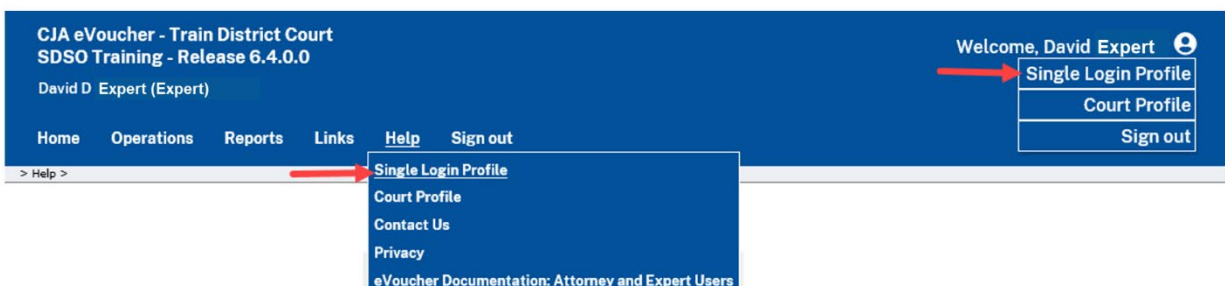 CJA eVoucher - Train District Court
SDSO Training - Release 6.4.0.0
David D Expert (Expert)
Welcome, David Expert
Single Login Profile
Court Profile
Sign out
Home Operations Reports Links Help Sign out
> Help >
Single Login Profile
Court Profile
Contact Us
Privacy
eVoucher Documentation: Attorney and Expert Users